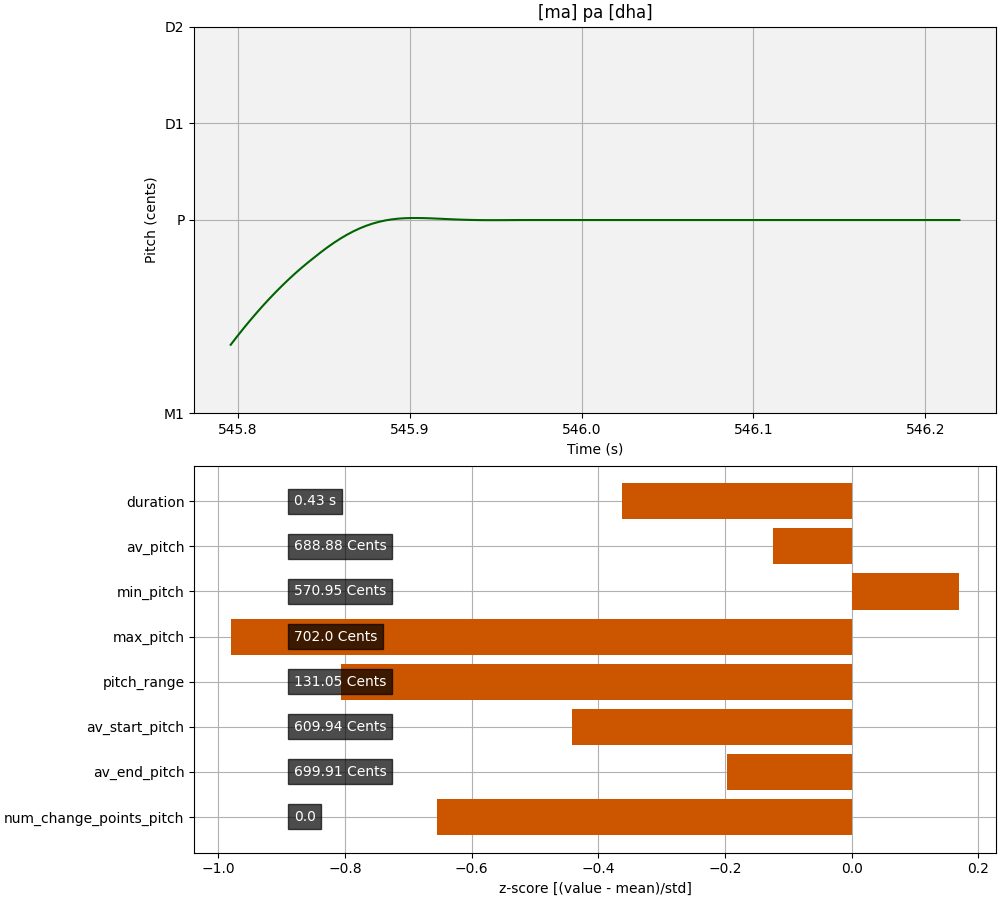 [ma] pa [dha]
D2
D1
P
M1
Pitch (cents)
545.8 545.9 546.0 546.1 546.2
Time (s)
duration 0.43 s
av_pitch 688.88 Cents
min_pitch 570.95 Cents
max_pitch 702.0 Cents
pitch_range 131.05 Cents
av_start_pitch 609.94 Cents
av_end_pitch 699.91 Cents
num_change_points_pitch 0.0
−1.0 −0.8 −0.6 −0.4 −0.2 0.0 0.2
z-score [(value - mean)/std]